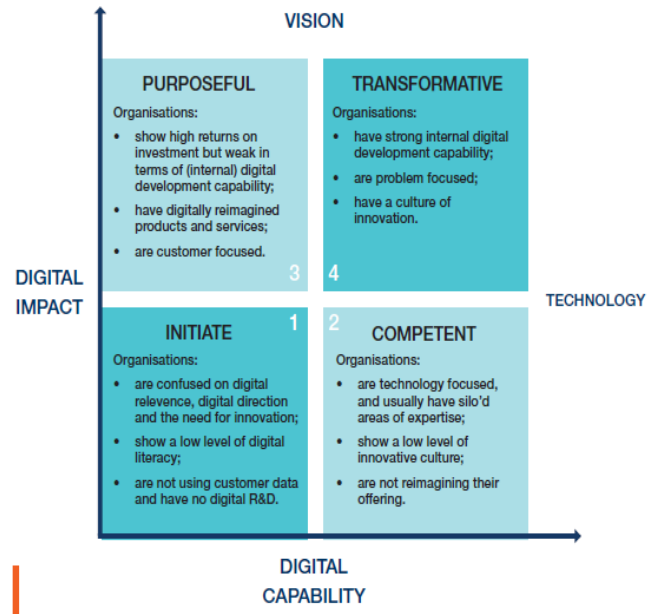 VISION
PURPOSEFUL
Organisations:
• show high returns on
investment but weak in
terms of (internal) digital
development capability;
• have digitally reimagined
products and services;
• are customer focused.
3
TRANSFORMATIVE
Organisations:
• have strong internal digital
development capability;
• are problem focused;
• have a culture of
innovation.
4
DIGITAL
IMPACT
TECHNOLOGY
INITIATE
1
Organisations:
• are confused on digital
relevence, digital direction
and the need for innovation;
• show a low level of digital
literacy;
• are not using customer data
and have no digital R&D.
2
COMPETENT
Organisations:
• are technology focused,
and usually have silo'd
areas of expertise;
• show a low level of
innovative culture;
• are not reimagining their
offering.
DIGITAL
CAPABILITY